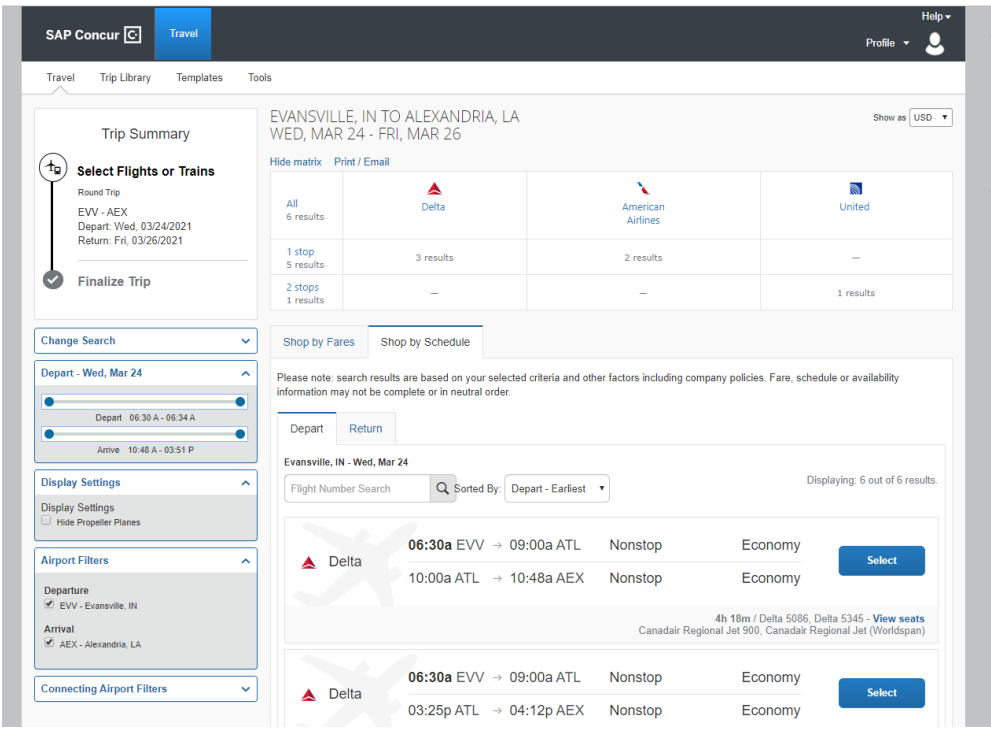 Help
SAP Concur C
Travel
Profile
Travel Trip Library Templates Tools
Trip Summary
Select Flights or Trains
Round Trip
EVV - AEX
Depart: Wed, 03/24/2021
Return: Fri, 03/26/2021
Finalize Trip
Change Search
Depart - Wed, Mar 24
Depart 06:30 A - 06:34 A
Arrive 10:48 A - 03:51 P
Display Settings
Display Settings
Hide Propeller Planes
Airport Filters
Departure
EVV - Evansville, IN
Arrival
AEX - Alexandria, LA
Connecting Airport Filters
EVANSVILLE, IN TO ALEXANDRIA, LA
WED, MAR 24 - FRI, MAR 26
Show as USD
Hide matrix Print / Email
All
6 results
Delta
American
Airlines
United
1 stop
5 results
3 results
2 results
—
2 stops
1 results
—
—
1 results
Shop by Fares Shop by Schedule
Please note: search results are based on your selected criteria and other factors including company policies. Fare, schedule or availability
information may not be complete or in neutral order.
Depart Return
Evansville, IN - Wed, Mar 24
Flight Number Search Sorted By: Depart - Earliest
Displaying: 6 out of 6 results.
Delta
06:30a EVV → 09:00a ATL Nonstop Economy
10:00a ATL → 10:48a AEX Nonstop Economy
Select
4h 18m / Delta 5086, Delta 5345 - View seats
Canadair Regional Jet 900, Canadair Regional Jet (Worldspan)
Delta
06:30a EVV → 09:00a ATL Nonstop Economy
03:25p ATL → 04:12p AEX Nonstop Economy
Select